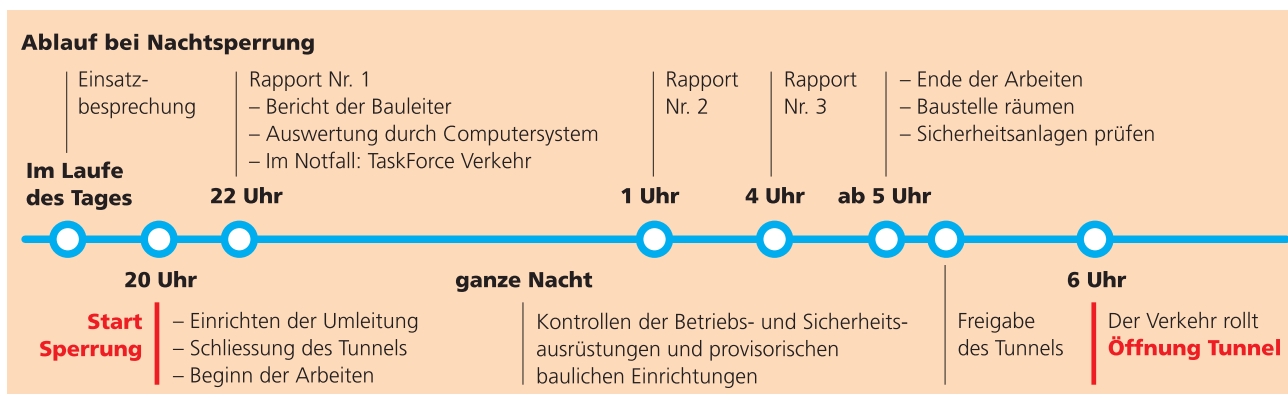 Ablauf bei Nachtsperrung
Einsatz-
besprechung
Im Laufe
des Tages
Rapport Nr. 1
– Bericht der Bauleiter
– Auswertung durch Computersystem
– Im Notfall: TaskForce Verkehr
22 Uhr
Rapport
Nr. 2
1 Uhr
Rapport
Nr. 3
4 Uhr
– Ende der Arbeiten
– Baustelle räumen
– Sicherheitsanlagen prüfen
ab 5 Uhr
20 Uhr
Start
Sperrung
– Einrichten der Umleitung
– Schliessung des Tunnels
– Beginn der Arbeiten
ganze Nacht
Kontrollen der Betriebs- und Sicherheits-
ausrüstungen und provisorischen
baulichen Einrichtungen
Freigabe
des Tunnels
6 Uhr
Der Verkehr rollt
Öffnung Tunnel